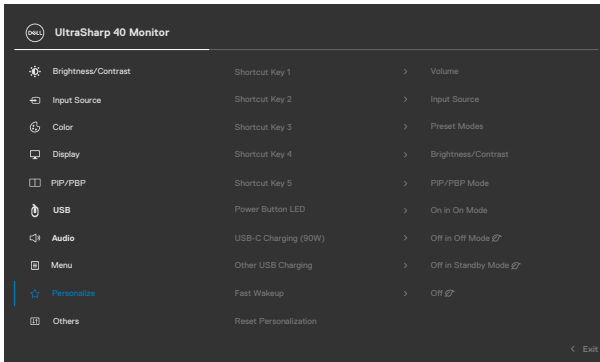 DELL UltraSharp 40 Monitor
Brightness/Contrast Shortcut Key 1 > Volume
Input Source Shortcut Key 2 > Input Source
Color Shortcut Key 3 > Preset Modes
Display Shortcut Key 4 > Brightness/Contrast
PIP/PBP Shortcut Key 5 > PIP/PBP Mode
USB Power Button LED > On in On Mode
Audio USB-C Charging (90W) > Off in Off Mode
Menu Other USB Charging > Off in Standby Mode
Personalize Fast Wakeup > Off
Others Reset Personalization
< Exit